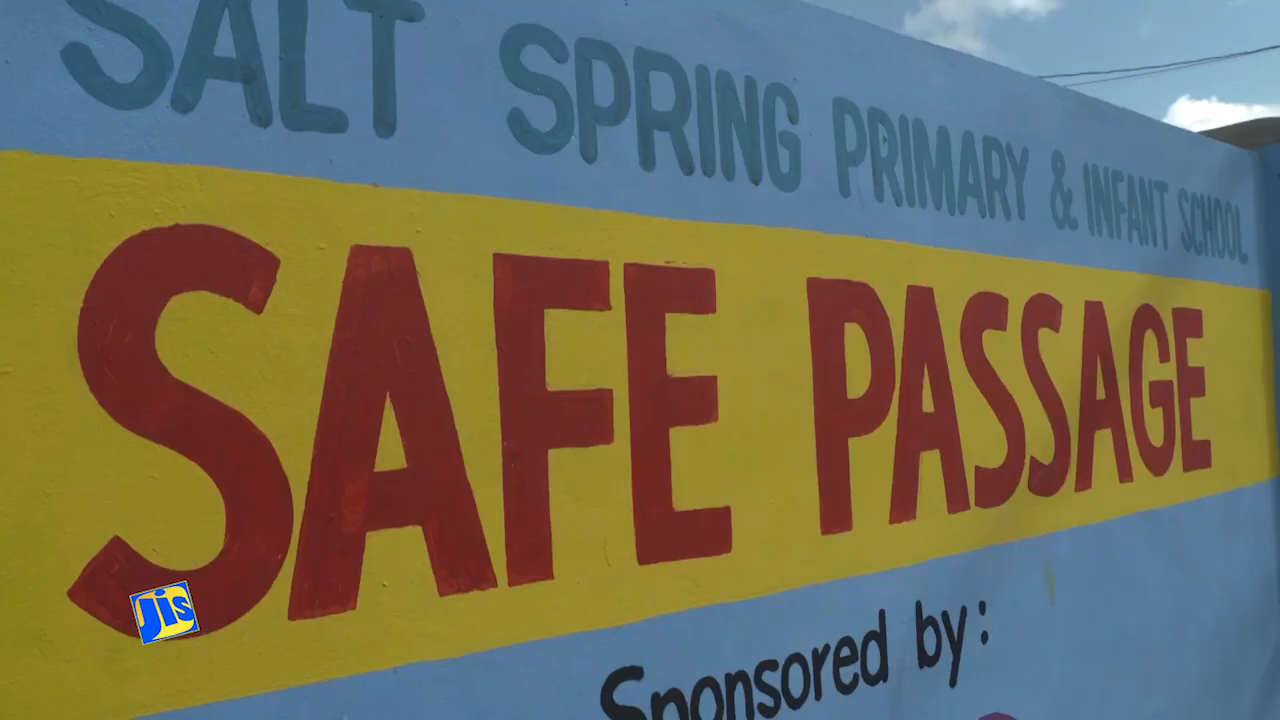 SALT SPRING PRIMARY & INFANT SCHOOL
SAFE PASSAGE
Sponsored by:
Jis